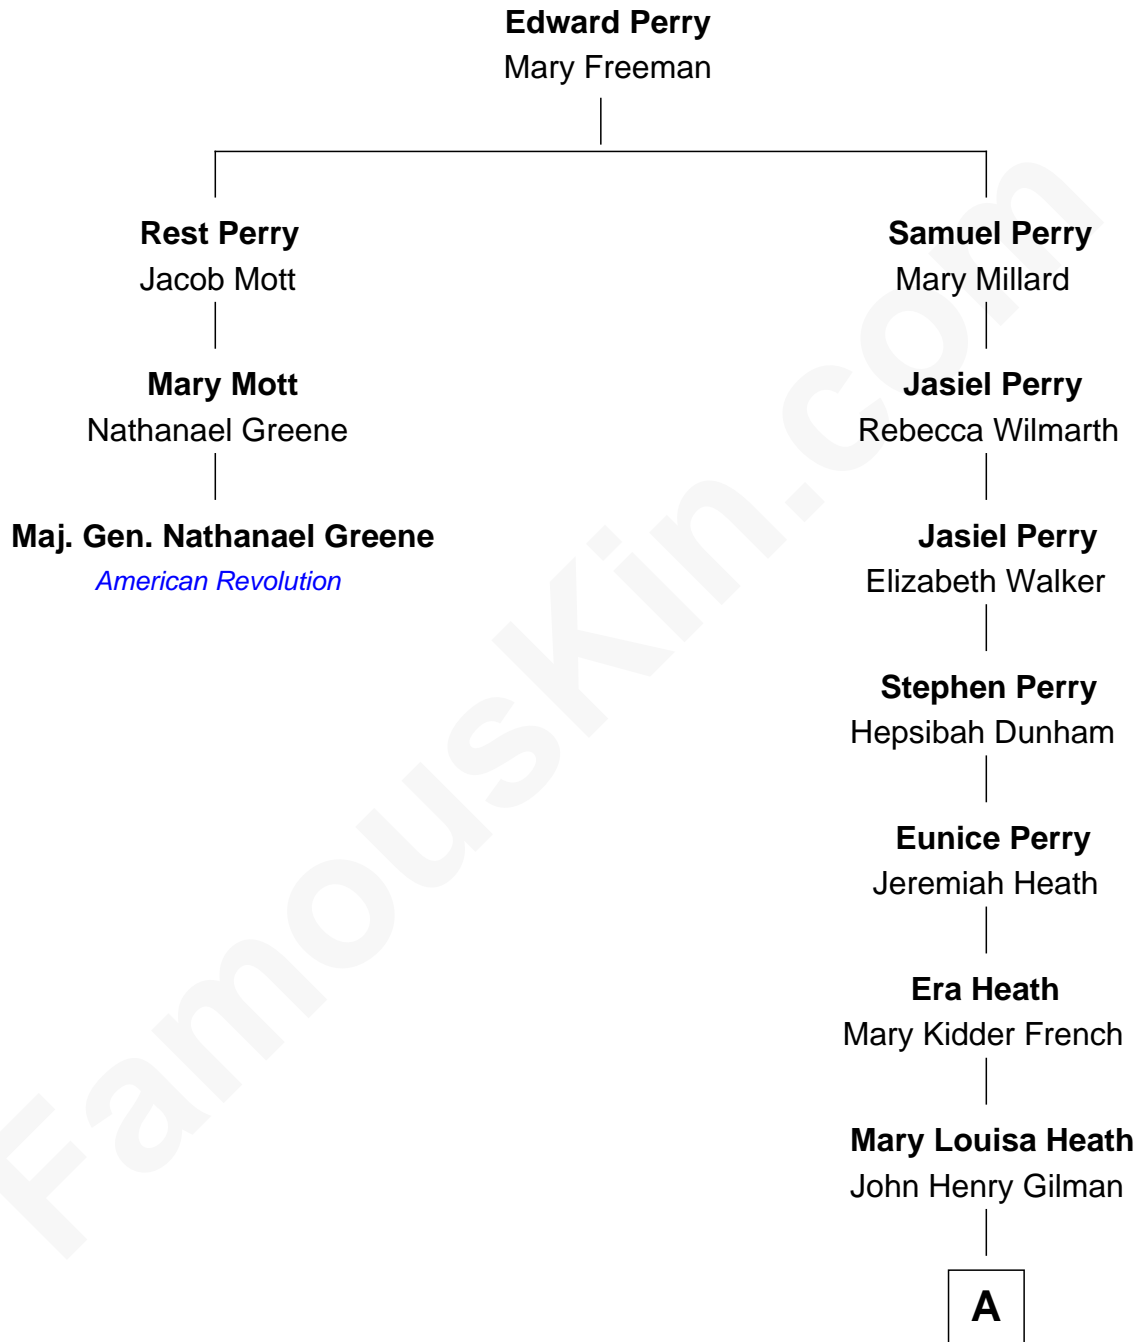 Edward Perry
Mary Freeman
Rest Perry
Jacob Mott
Samuel Perry
Mary Millard
Mary Mott
Nathanael Greene
Jasiel Perry
Rebecca Wilmarth
Maj. Gen. Nathanael Greene
American Revolution
Jasiel Perry
Elizabeth Walker
Stephen Perry
Hepsibah Dunham
Eunice Perry
Jeremiah Heath
Era Heath
Mary Kidder French
Mary Louisa Heath
John Henry Gilman
A
FamousKin.com